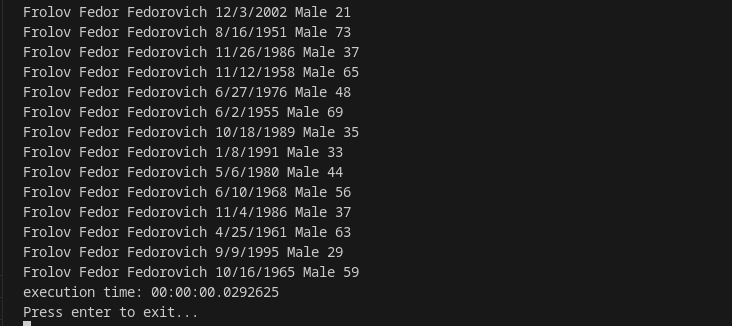 Frolov Fedor Fedorovich 12/3/2002 Male 21
Frolov Fedor Fedorovich 8/16/1951 Male 73
Frolov Fedor Fedorovich 11/26/1986 Male 37
Frolov Fedor Fedorovich 11/12/1958 Male 65
Frolov Fedor Fedorovich 6/27/1976 Male 48
Frolov Fedor Fedorovich 6/2/1955 Male 69
Frolov Fedor Fedorovich 10/18/1989 Male 35
Frolov Fedor Fedorovich 1/8/1991 Male 33
Frolov Fedor Fedorovich 5/6/1980 Male 44
Frolov Fedor Fedorovich 6/10/1968 Male 56
Frolov Fedor Fedorovich 11/4/1986 Male 37
Frolov Fedor Fedorovich 4/25/1961 Male 63
Frolov Fedor Fedorovich 9/9/1995 Male 29
Frolov Fedor Fedorovich 10/16/1965 Male 59
execution time: 00:00:00.0292625
Press enter to exit...